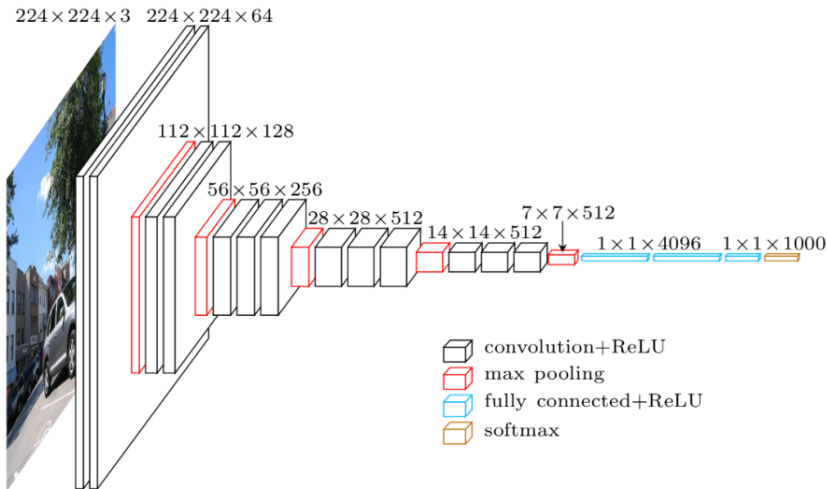 224×224×3
224×224×64
112×112×128
56×56×256
28×28×512
14×14×512
7×7×512
1×1×4096
1×1×1000
convolution+ReLU
max pooling
fully connected+ReLU
softmax